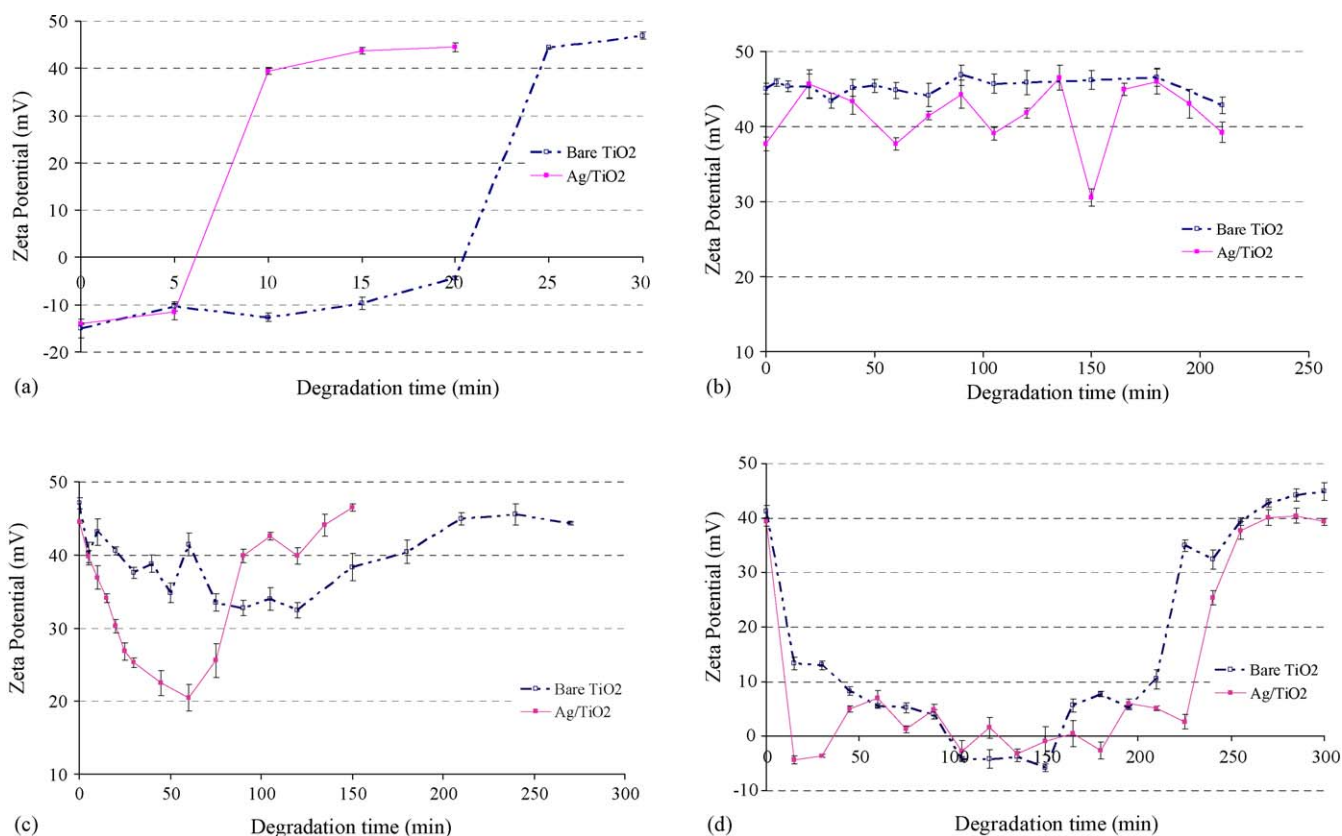 50
40
30
20
10
0
-10
-20
0 5 10 15 20 25 30
Zeta Potential (mV)
Bare TiO2
Ag/TiO2
(a)
Degradation time (min)
50
40
30
20
10
0 50 100 150 200 250
Zeta Potential (mV)
Bare TiO2
Ag/TiO2
(b)
Degradation time (min)
50
40
30
20
10
0 50 100 150 200 250 300
Zeta Potential (mV)
Bare TiO2
Ag/TiO2
(c)
Degradation time (min)
50
40
30
20
10
0
-10
0 50 100 150 200 250 300
Zeta Potential (mV)
Bare TiO2
Ag/TiO2
(d)
Degradation time (min)